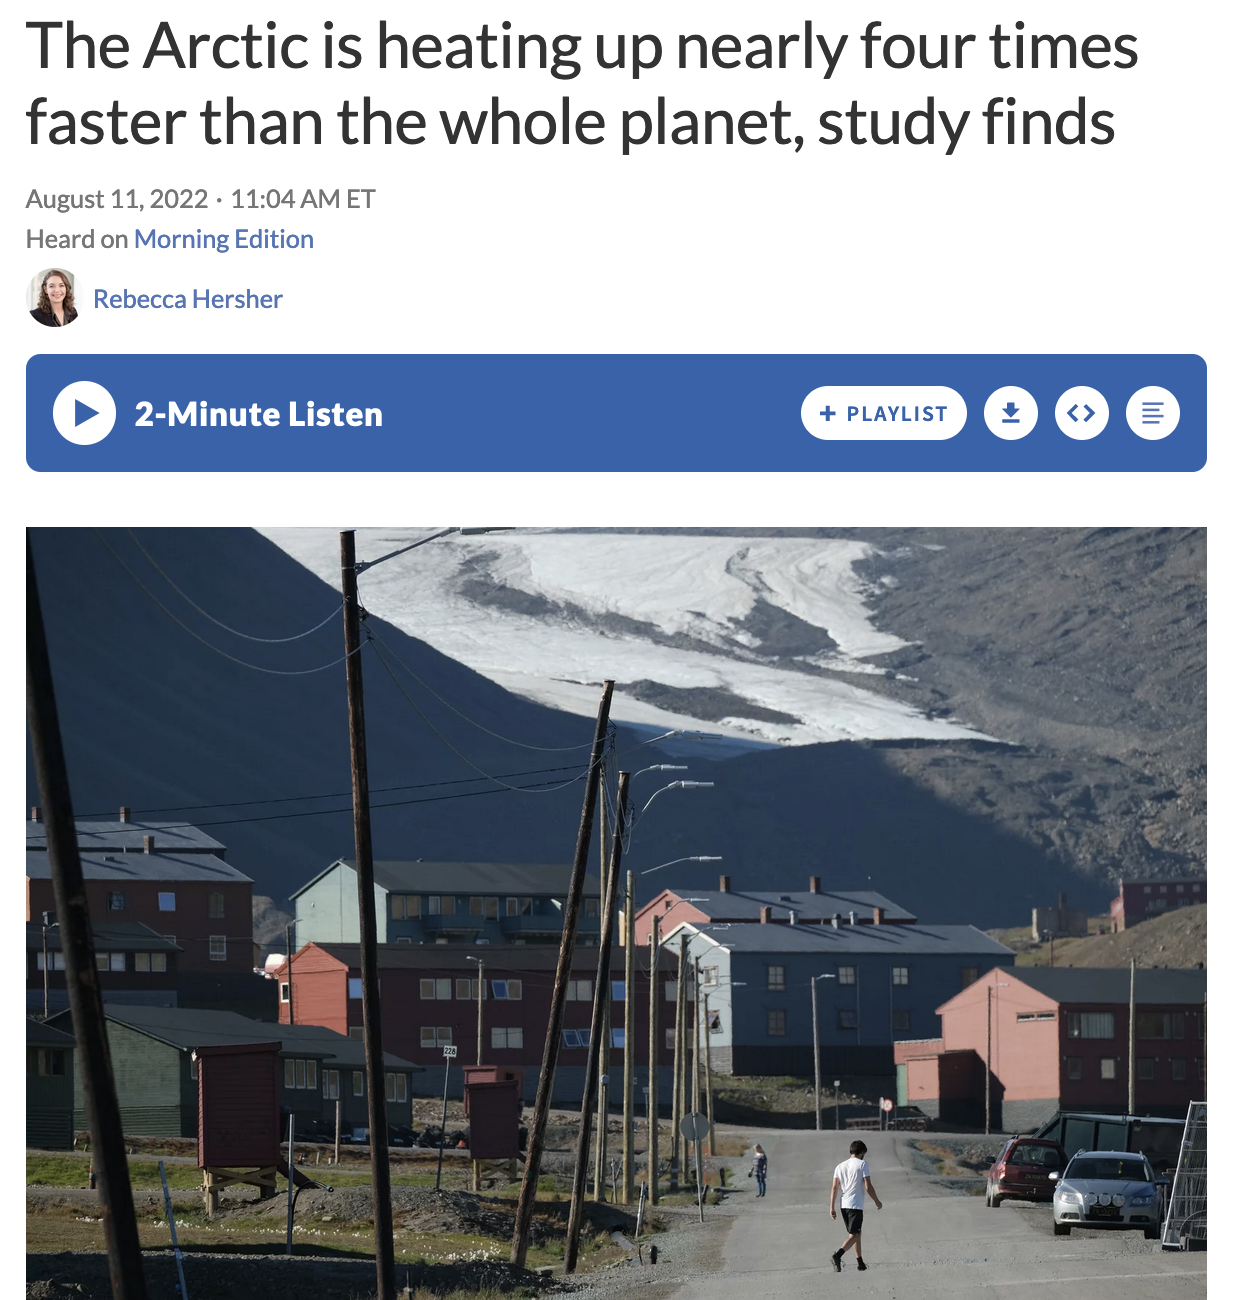 The Arctic is heating up nearly four times
faster than the whole planet, study finds
August 11, 2022 · 11:04 AM ET
Heard on Morning Edition
Rebecca Hersher
2-Minute Listen
+ PLAYLIST
226